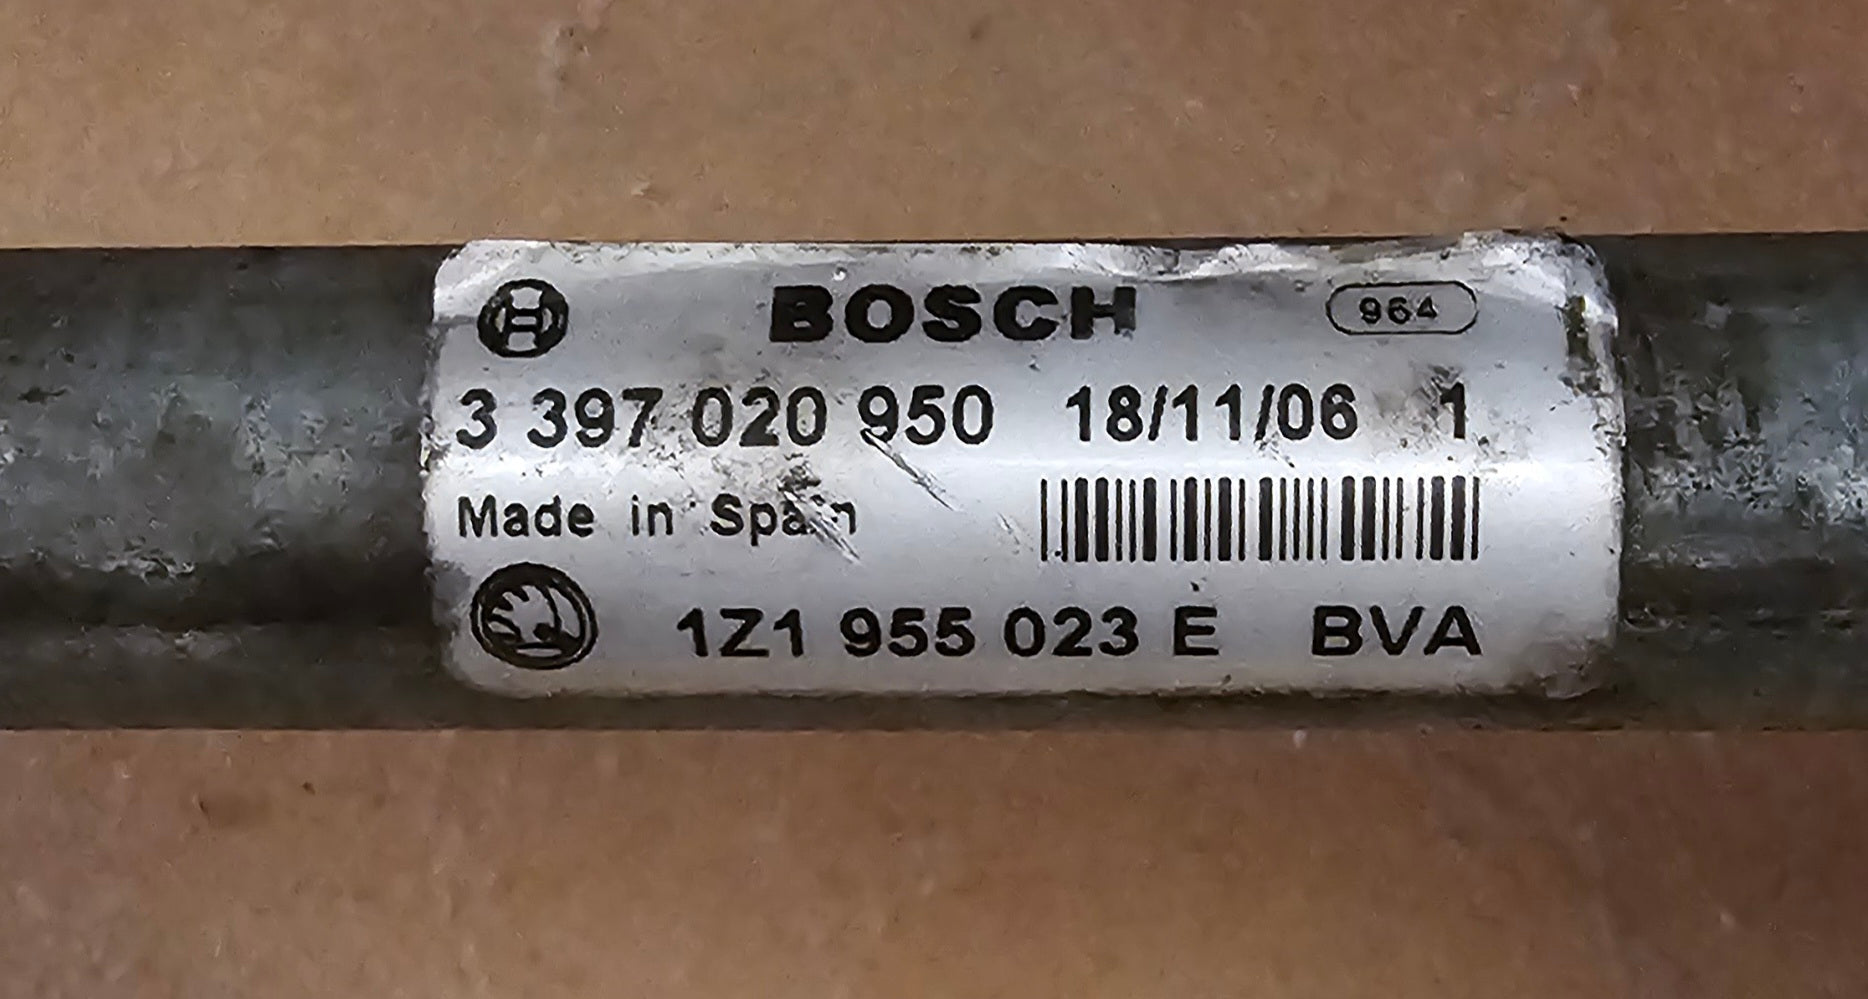 BOSCH 964
3 397 020 950 18/11/06 1
Made in Spain
1Z1 955 023 E BVA